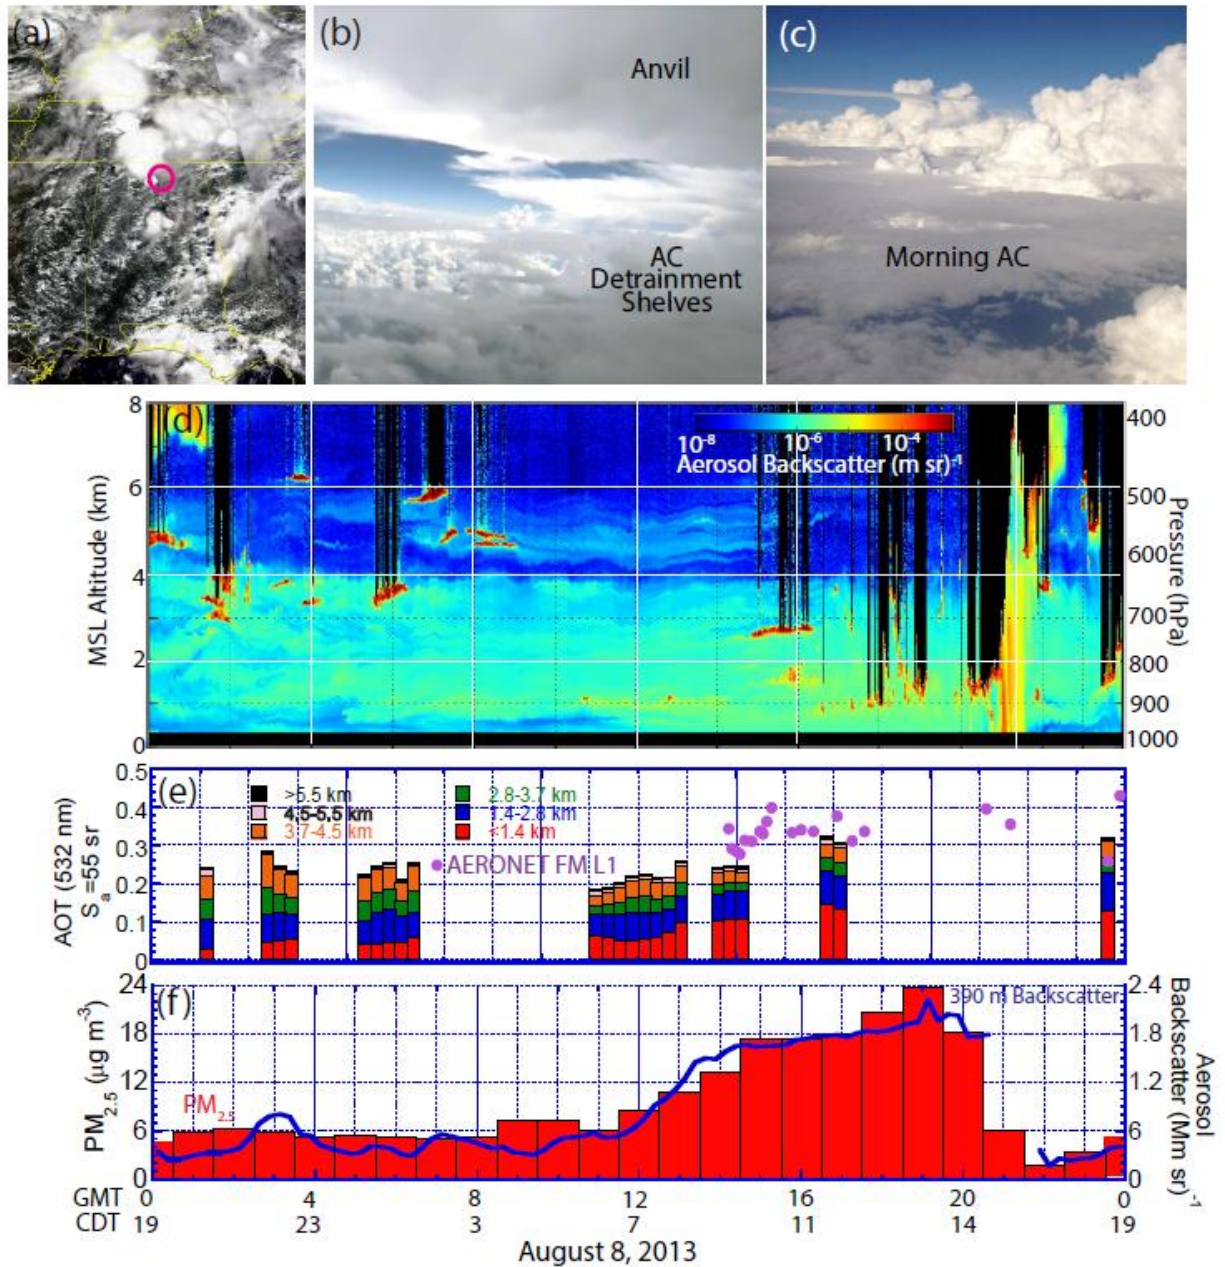 (a)
(b)
Anvil
AC
Detrainment
Shelves
(c)
Morning AC
(d)
8
6
4
2
0
MSL Altitude (km)
10-8
10-6
10-4
Aerosol Backscatter (m sr)-1
400
500
600
700
800
900
1000
Pressure (hPa)
(e)
0.5
0.4
0.3
0.2
0.1
0
AOT (532 nm)
Sa=55 sr
>5.5 km
4.5-5.5 km
3.7-4.5 km
2.8-3.7 km
1.4-2.8 km
<1.4 km
AERONET FM L1
(f)
24
18
12
6
0
PM2.5 (μg m-3)
PM2.5
390 m Backscatter
2.4
1.8
1.2
6
0
Aerosol
Backscatter (Mm sr)-1
GMT 0 4 8 12 16 20 0
CDT 19 23 3 7 11 14 19
August 8, 2013